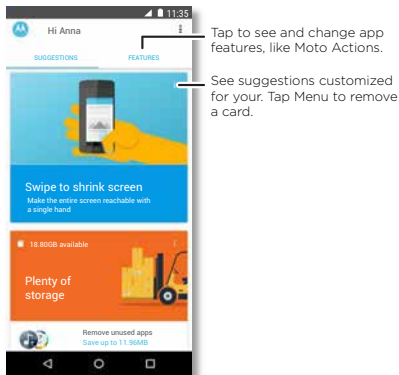 11:35
Hi Anna
SUGGESTIONS
FEATURES
Swipe to shrink screen
Make the entire screen reachable with
a single hand
18.80GB available
Plenty of
storage
Remove unused apps
Save up to 11.96MB
Tap to see and change app
features, like Moto Actions.
See suggestions customized
for your. Tap Menu to remove
a card.